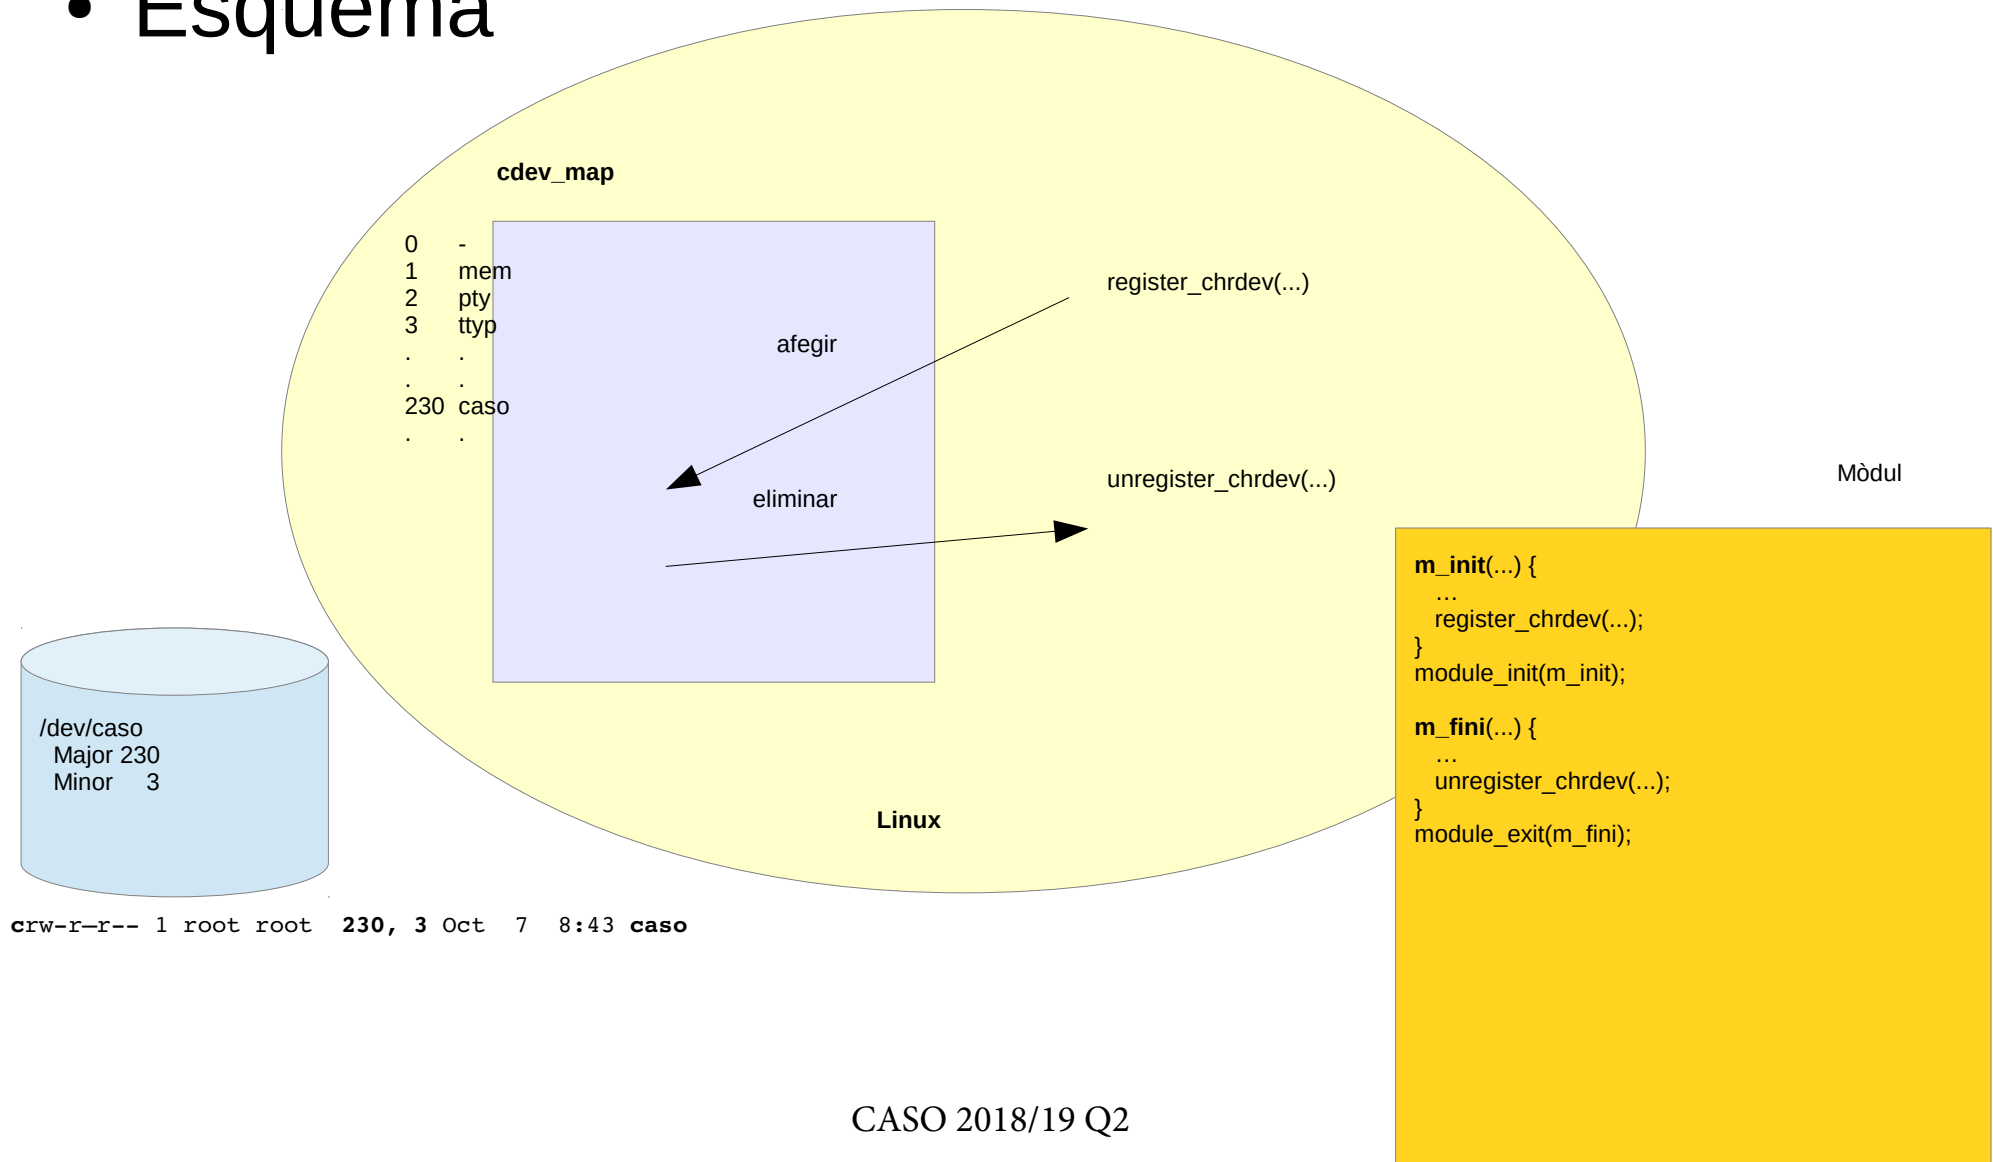 • Esquema
cdev_map
0 -
1 mem
2 pty
3 ttyp
. .
. .
230 caso
. .
afegir
eliminar
register_chrdev(...)
unregister_chrdev(...)
Linux
Mòdul
m_init(...) {
…
register_chrdev(...);
}
module_init(m_init);
m_fini(...) {
…
unregister_chrdev(...);
}
module_exit(m_fini);
/dev/caso
Major 230
Minor 3
crw-r—r-- 1 root root 230, 3 Oct 7 8:43 caso
CASO 2018/19 Q2